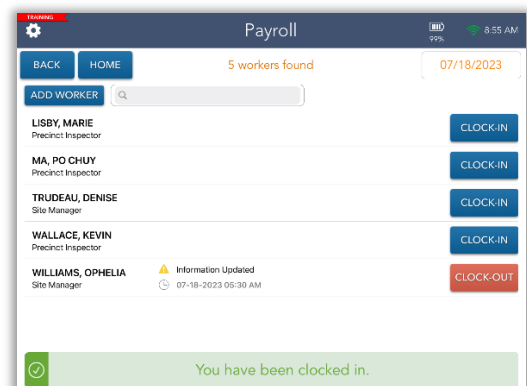 TRAINING
Payroll
99%
8:55 AM
BACK
HOME
5 workers found
07/18/2023
ADD WORKER
LISBY, MARIE
Precinct Inspector
CLOCK-IN
MA, PO CHUY
Precinct Inspector
CLOCK-IN
TRUDEAU, DENISE
Site Manager
CLOCK-IN
WALLACE, KEVIN
Precinct Inspector
CLOCK-IN
WILLIAMS, OPHELIA
Site Manager
Information Updated
07-18-2023 05:30 AM
CLOCK-OUT
You have been clocked in.